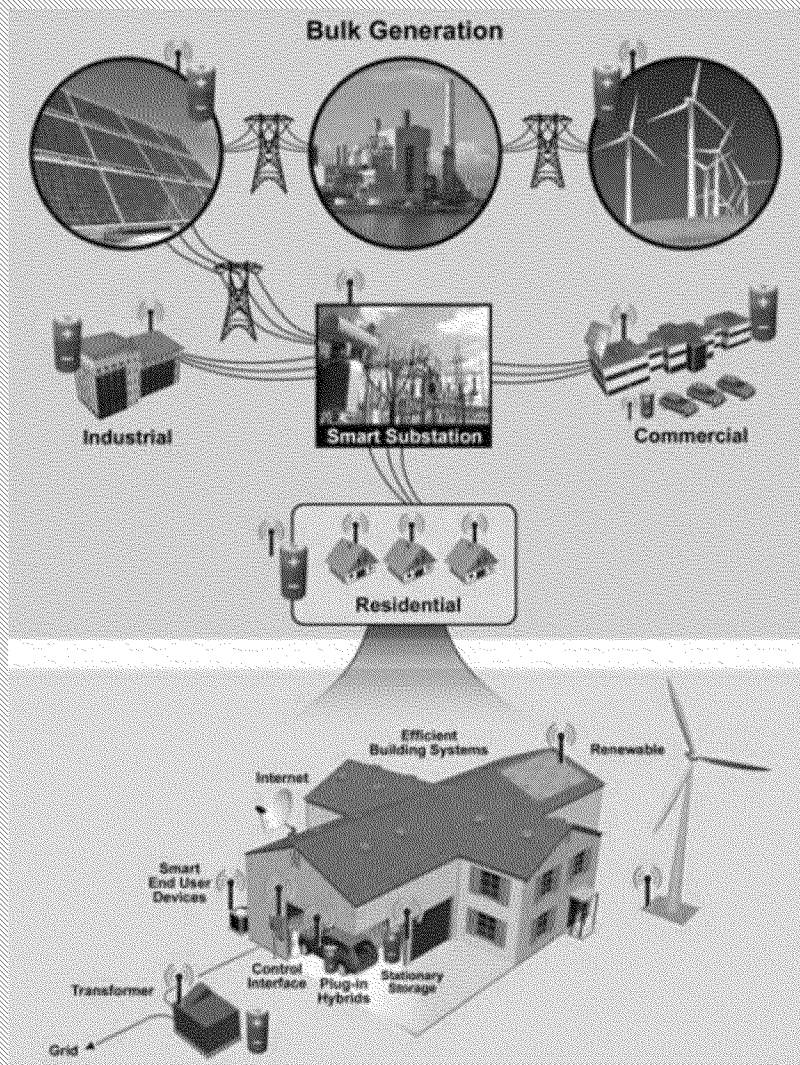 Bulk Generation
Industrial
Smart Substation
Commercial
Residential
Efficient
Building Systems
Renewable
Internet
Smart
End User
Devices
Control
Interface
Plug-in
Hybrids
Stationary
Storage
Transformer
Grid